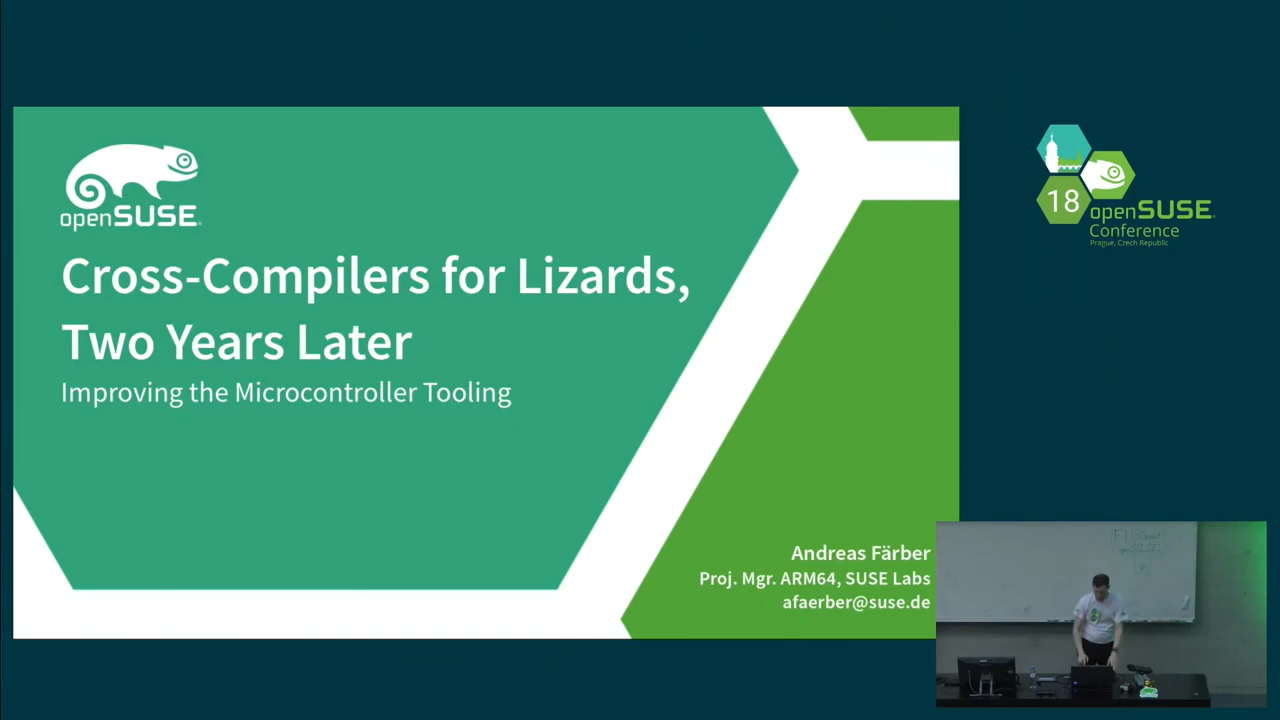 openSUSE
Cross-Compilers for Lizards,
Two Years Later
Improving the Microcontroller Tooling
Andreas Färber
Proj. Mgr. ARM64, SUSE Labs
afaerber@suse.de
18
openSUSE
Conference
Prague, Czech Republic